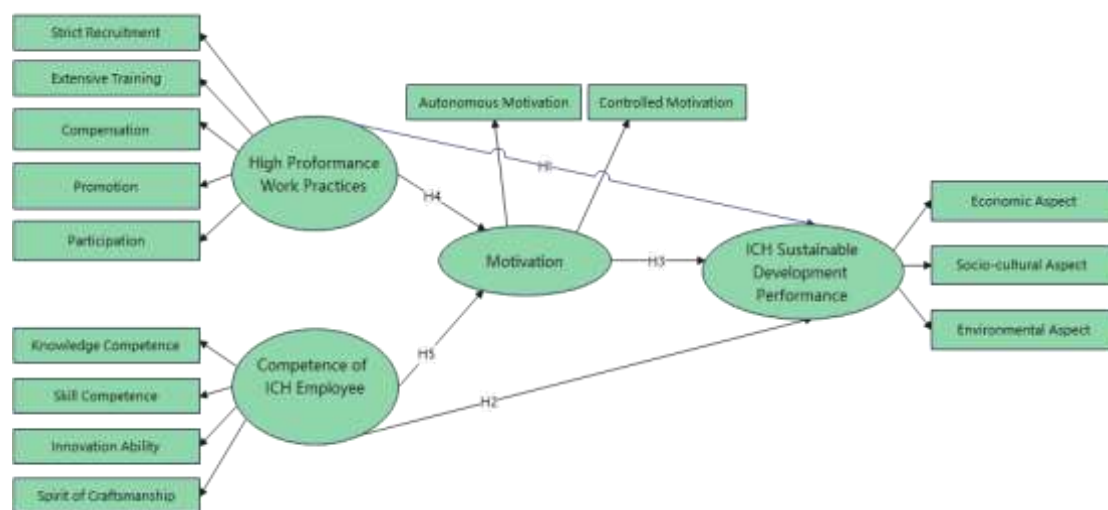 Strict Recruitment
Extensive Training
Compensation
Promotion
Participation
High Proformance
Work Practices
Autonomous Motivation
Controlled Motivation
H1
H4
Motivation
H3
ICH Sustainable
Development
Performance
Economic Aspect
Socio-cultural Aspect
Environmental Aspect
Knowledge Competence
Skill Competence
Innovation Ability
Spirit of Craftsmanship
Competence of
ICH Employee
H5
H2